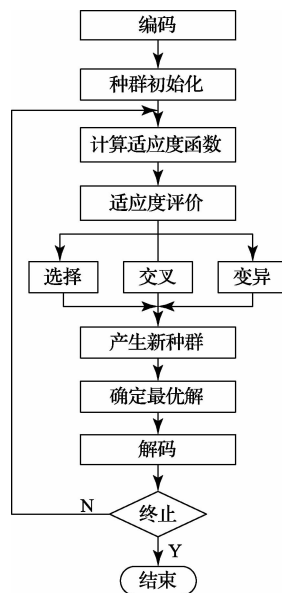 编码
种群初始化
计算适应度函数
适应度评价
选择
交叉
变异
产生新种群
确定最优解
解码
N
终止
Y
结束